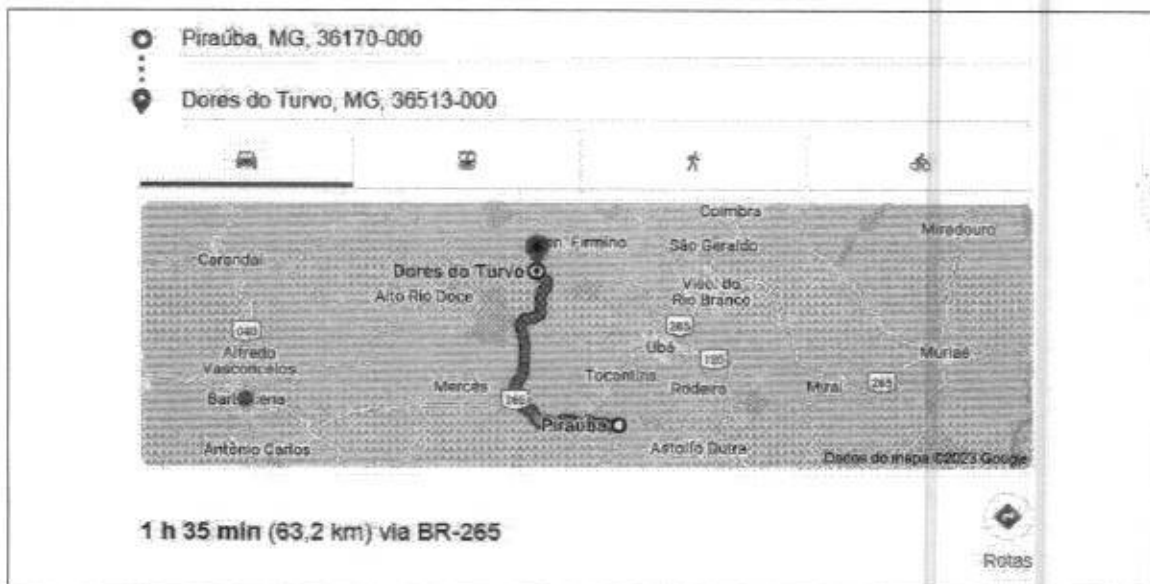 Piraúba, MG, 36170-000
Dores do Turvo, MG, 36513-000
Coimbra
Miradouro
Firmino
São Geraldo
Carandaí
Dores do Turvo
Alto Rio Doce
Visc. do
Rio Branco
040
265
Ubá
Alfredo
Vasconcelos
Muriaé
Tocantins
Mercês
Rodeiro
Miraí
265
265
Piraúba
Antônio Carlos
Astolfo Dutra
Dados do mapa ©2023 Google
1 h 35 min (63,2 km) via BR-265
Rotas